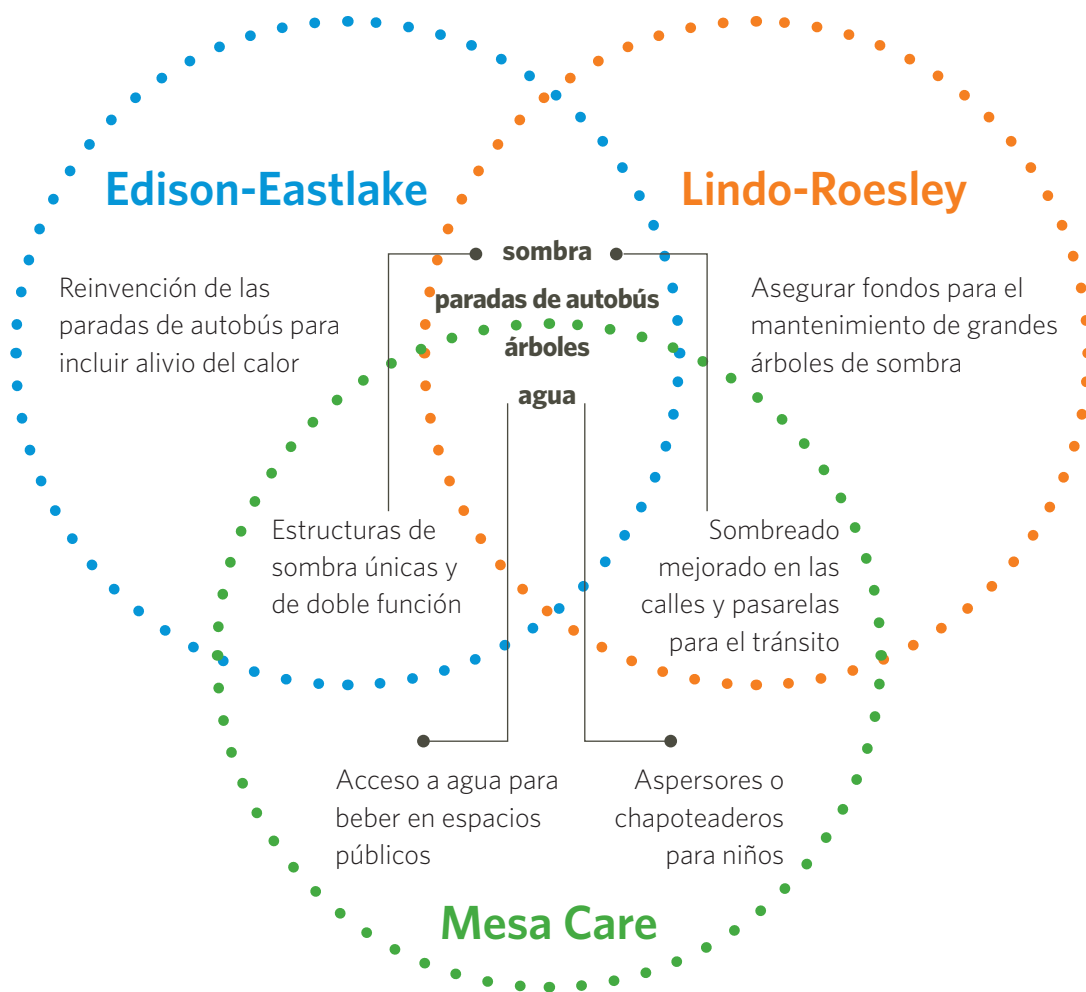 Edison-Eastlake
Lindo-Roesley
sombra
paradas de autobús
árboles
agua
Reinvención de las
paradas de autobús para
incluir alivio del calor
Asegurar fondos para el
mantenimiento de grandes
árboles de sombra
Estructuras de
sombra únicas y
de doble función
Sombreado
mejorado en las
calles y pasarelas
para el tránsito
Acceso a agua para
beber en espacios
públicos
Aspersores o
chapoteaderos
para niños
Mesa Care